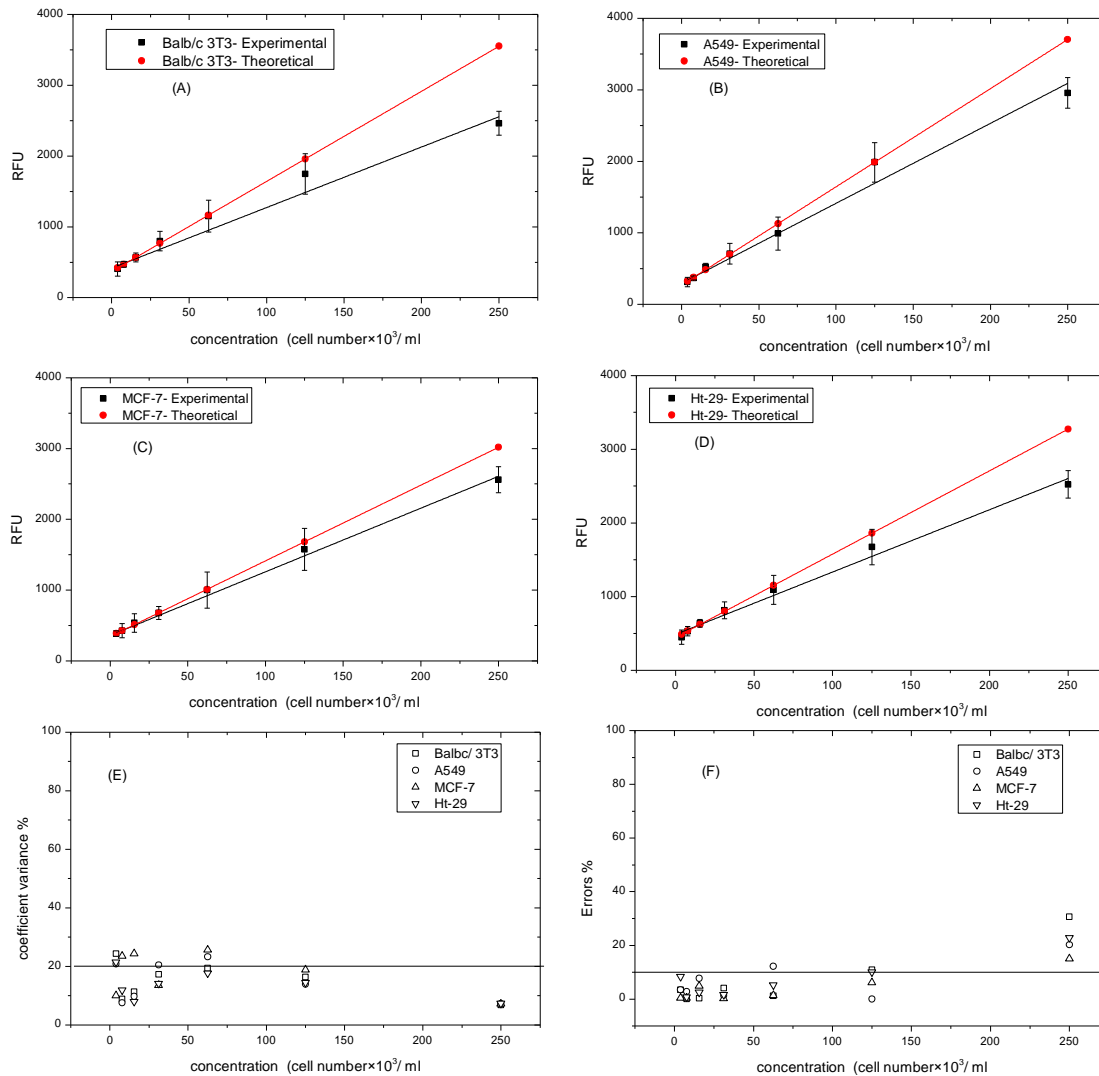 Balb/c 3T3- Experimental
Balb/c 3T3- Theoretical
(A)
4000
3000
2000
1000
0
RFU
0 50 100 150 200 250
concentration (cell number×10³/ ml
A549- Experimental
A549- Theoretical
(B)
4000
3000
2000
1000
0
RFU
0 50 100 150 200 250
concentration (cell number×10³/ ml
MCF-7- Experimental
MCF-7- Theoretical
(C)
4000
3000
2000
1000
0
RFU
0 50 100 150 200 250
concentration (cell number×10³/ ml
Ht-29- Experimental
Ht-29- Theoretical
(D)
4000
3000
2000
1000
0
RFU
0 50 100 150 200 250
concentration (cell number×10³/ ml
(E)
Balbc/ 3T3
A549
MCF-7
Ht-29
100
80
60
40
20
0
coefficient variance %
0 50 100 150 200 250
concentration (cell number×10³/ ml
(F)
Balbc/ 3T3
A549
MCF-7
Ht-29
100
80
60
40
20
0
Errors %
0 50 100 150 200 250
concentration (cell number×10³/ ml